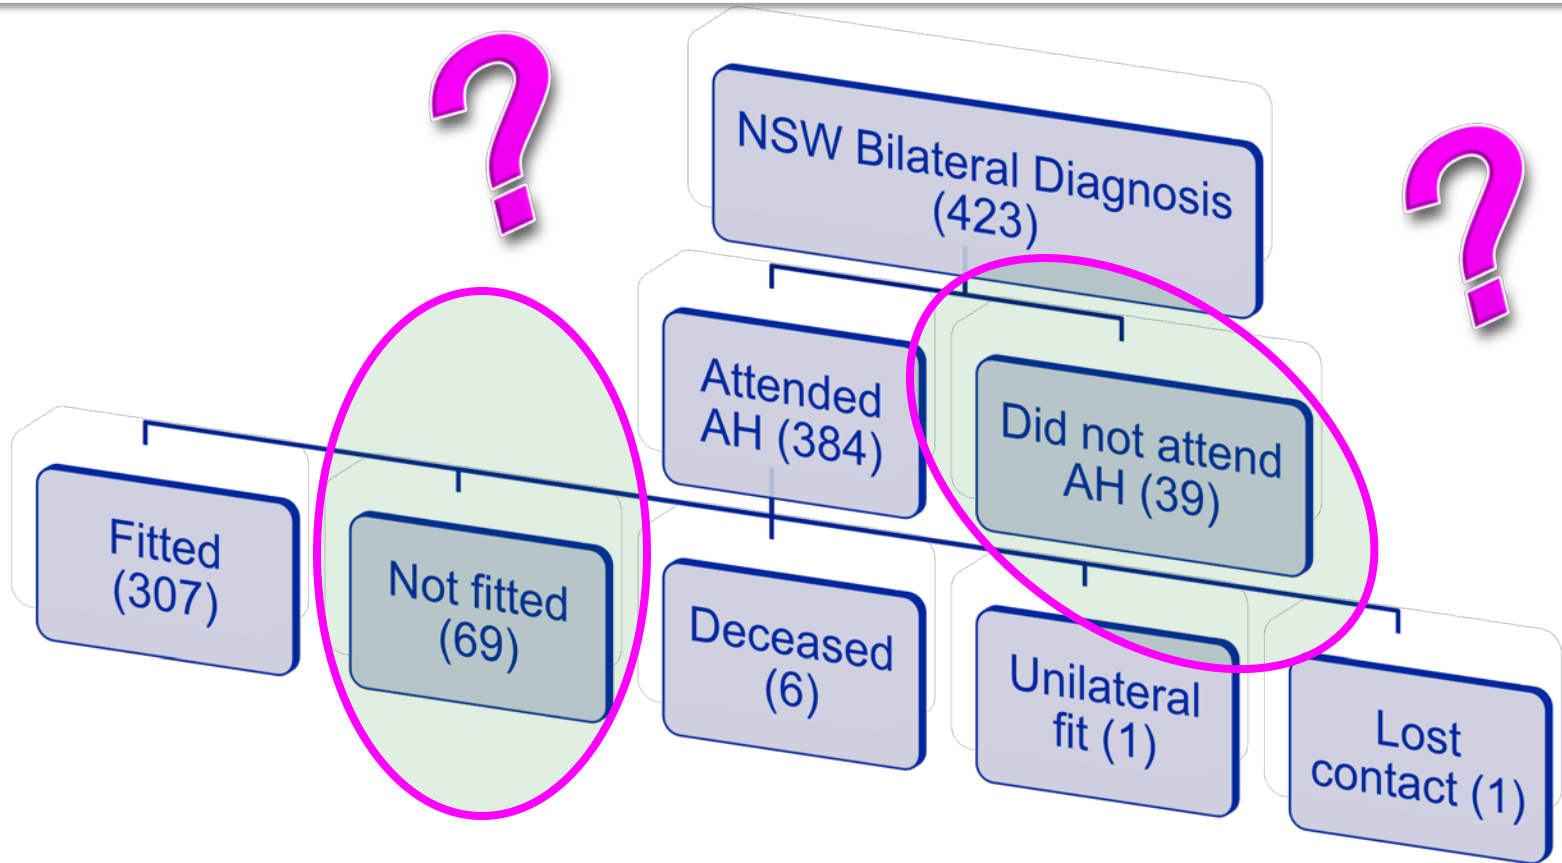 ?
?
NSW Bilateral Diagnosis
(423)
Attended
AH (384)
Did not attend
AH (39)
Fitted
(307)
Not fitted
(69)
Deceased
(6)
Unilateral
fit (1)
Lost
contact (1)